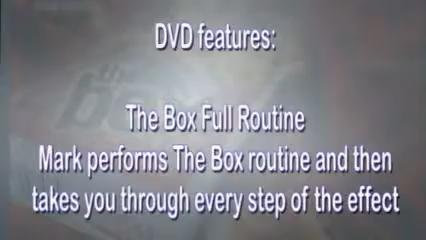 DVD features:
The Box Full Routine
Mark performs The Box routine and then
takes you through every step of the effect